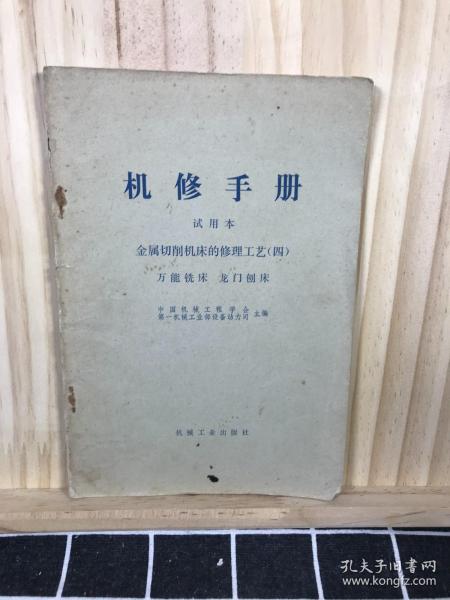 机修手册
试用本
金属切削机床的修理工艺(四)
万能铣床 龙门刨床
中国机械工程学会
第一机械工业部设备动力司 主编
机械工业出版社
孔夫子旧书网
www.kongfz.com